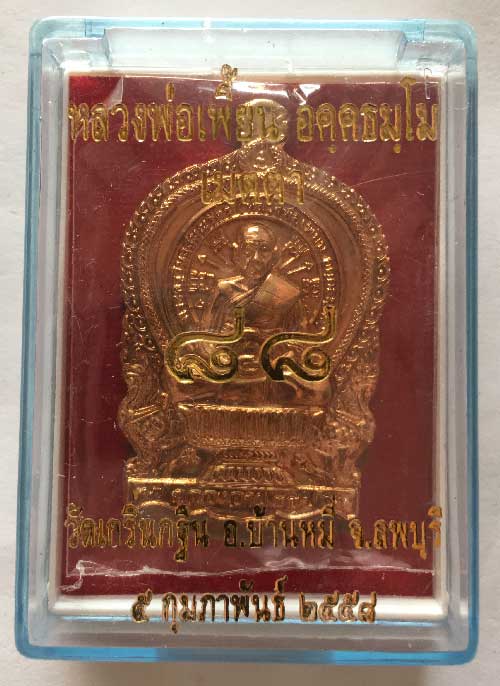 หลวงพ่อเพี้ยน อคฺคธมฺโม
เมตตา
๘ ๘
วัดเกริ่นกฐิน อ.บ้านหมี่ จ.ลพบุรี
๕ กุมภาพันธ์ ๒๕๕๘